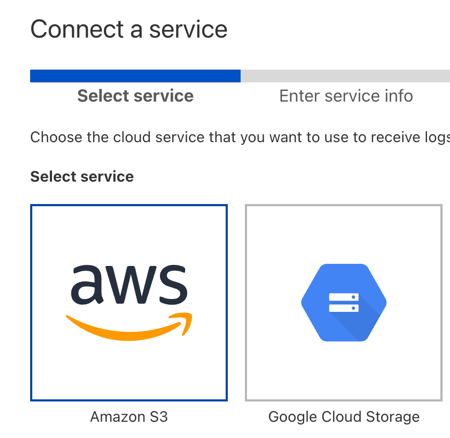 Connect a service
Select service
Enter service info
Choose the cloud service that you want to use to receive logs
Select service
aws
Amazon S3
Google Cloud Storage